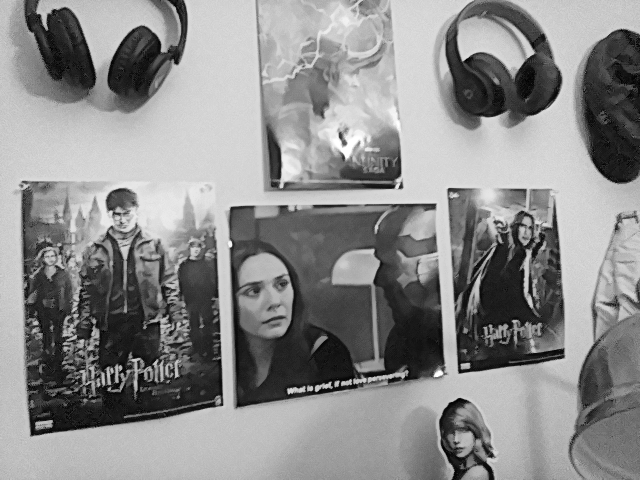 INFINITY
SAGA
Harry Potter
What is grief, if not love persevering?
Harry Potter